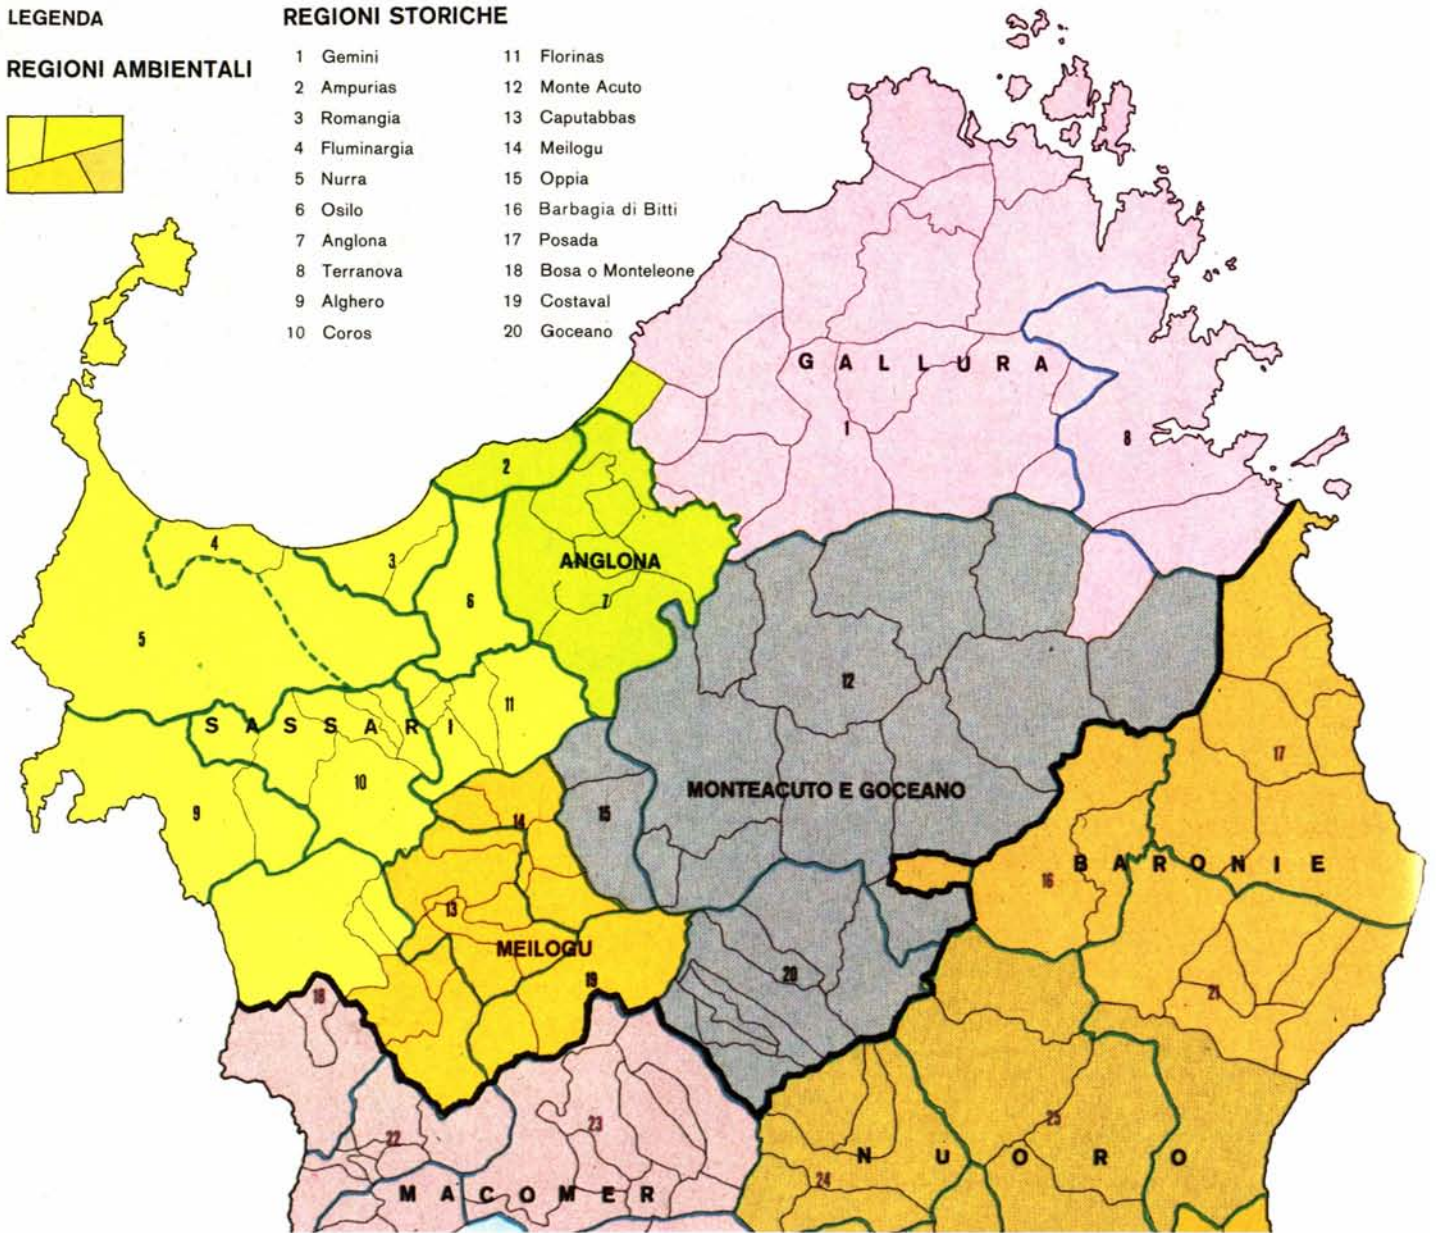 LEGENDA
REGIONI AMBIENTALI
REGIONI STORICHE
1 Gemini
2 Ampurias
3 Romangia
4 Fluminargia
5 Nurra
6 Osilo
7 Anglona
8 Terranova
9 Alghero
10 Coros
11 Florinas
12 Monte Acuto
13 Caputabbas
14 Meilogu
15 Oppia
16 Barbagia di Bitti
17 Posada
18 Bosa o Monteleone
19 Costaval
20 Goceano
GALLURA
1
8
2
4
3
ANGLONA
6
7
5
12
11
SASSARI
17
10
MONTEACUTO E GOCEANO
9
15
14
BARONIE
16
13
MEILOGU
20
19
18
21
23
25
22
NUORO
24
MACOMER